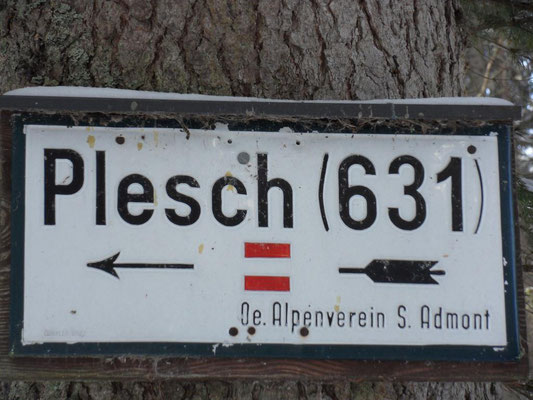 Plesch (631)
Oe. Alpenverein S. Admont